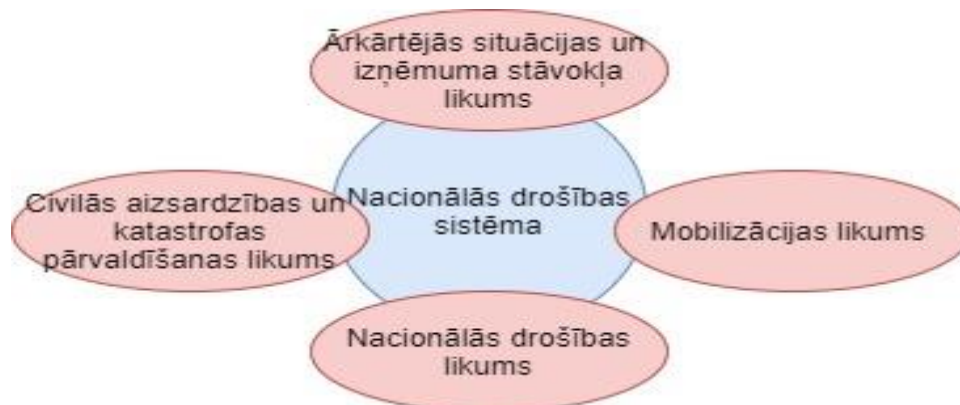 Ārkārtējās situācijas un
izņēmuma stāvokļa
likums
Civilās aizsardzības un
katastrofas
pārvaldīšanas likums
Nacionālās drošības
sistēma
Mobilizācijas likums
Nacionālās drošības
likums